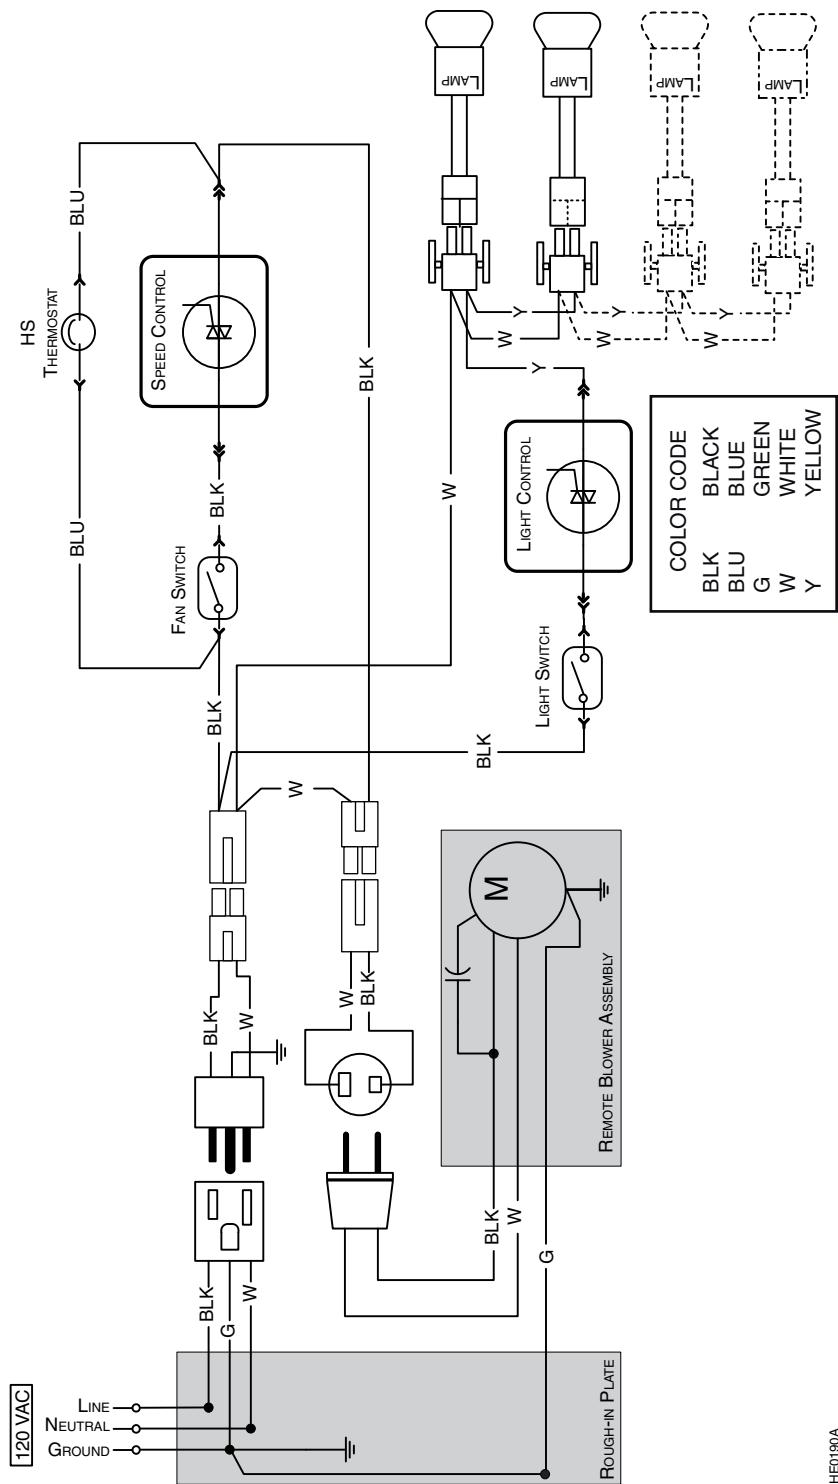 120 VAC
LINE
NEUTRAL
GROUND
BLK
G
W
ROUGH-IN PLATE
BLK
W
W
BLK
BLK
W
G
REMOTE BLOWER ASSEMBLY
M
W
BLK
BLK
BLU
FAN SWITCH
BLK
HS
THERMOSTAT
BLU
SPEED CONTROL
BLK
W
LIGHT SWITCH
LIGHT CONTROL
Y
W
Y
W
Y
LAMP
LAMP
LAMP
LAMP
COLOR CODE
BLK BLACK
BLU BLUE
G GREEN
W WHITE
Y YELLOW
HE0190A